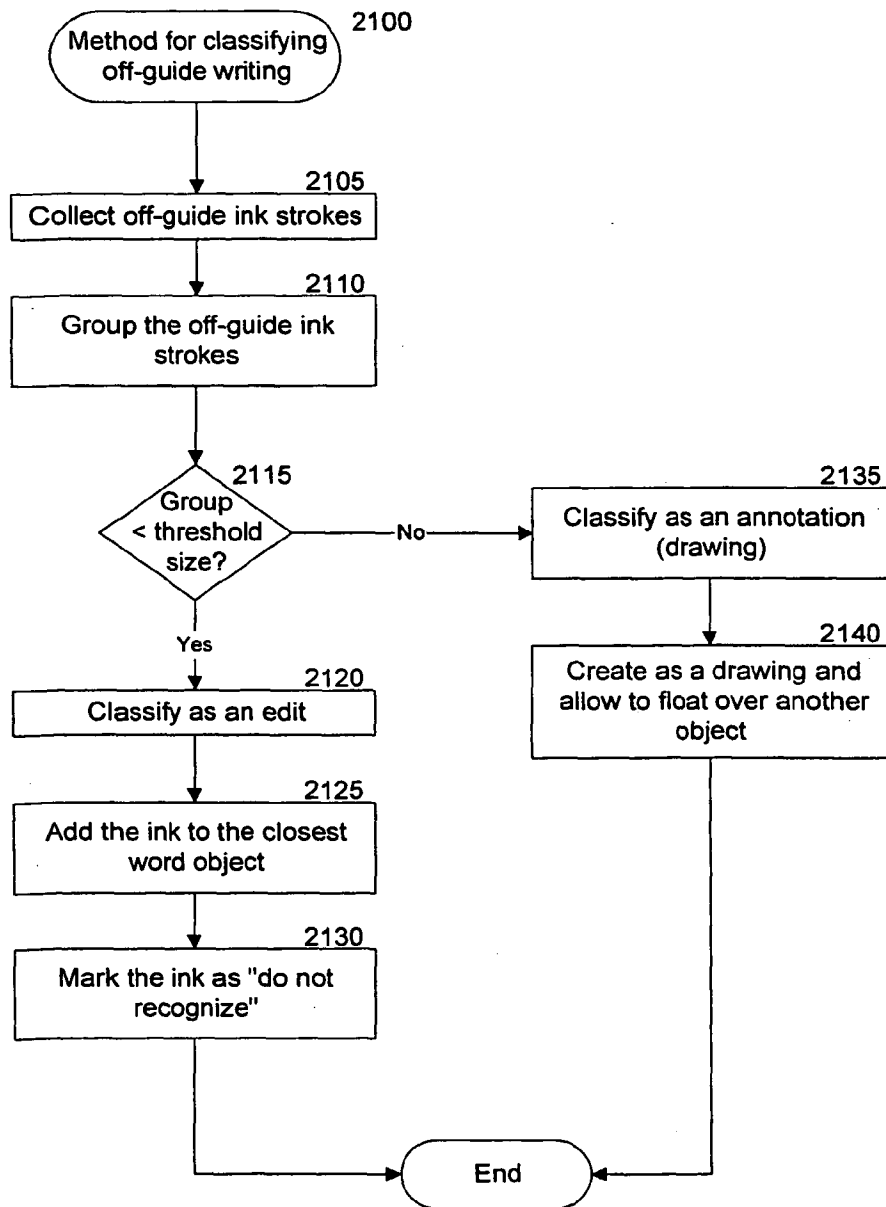 2100
Method for classifying
off-guide writing
2105
Collect off-guide ink strokes
2110
Group the off-guide ink
strokes
2115
Group
< threshold
size?
No
2135
Classify as an annotation
(drawing)
2140
Create as a drawing and
allow to float over another
object
Yes
2120
Classify as an edit
2125
Add the ink to the closest
word object
2130
Mark the ink as "do not
recognize"
End